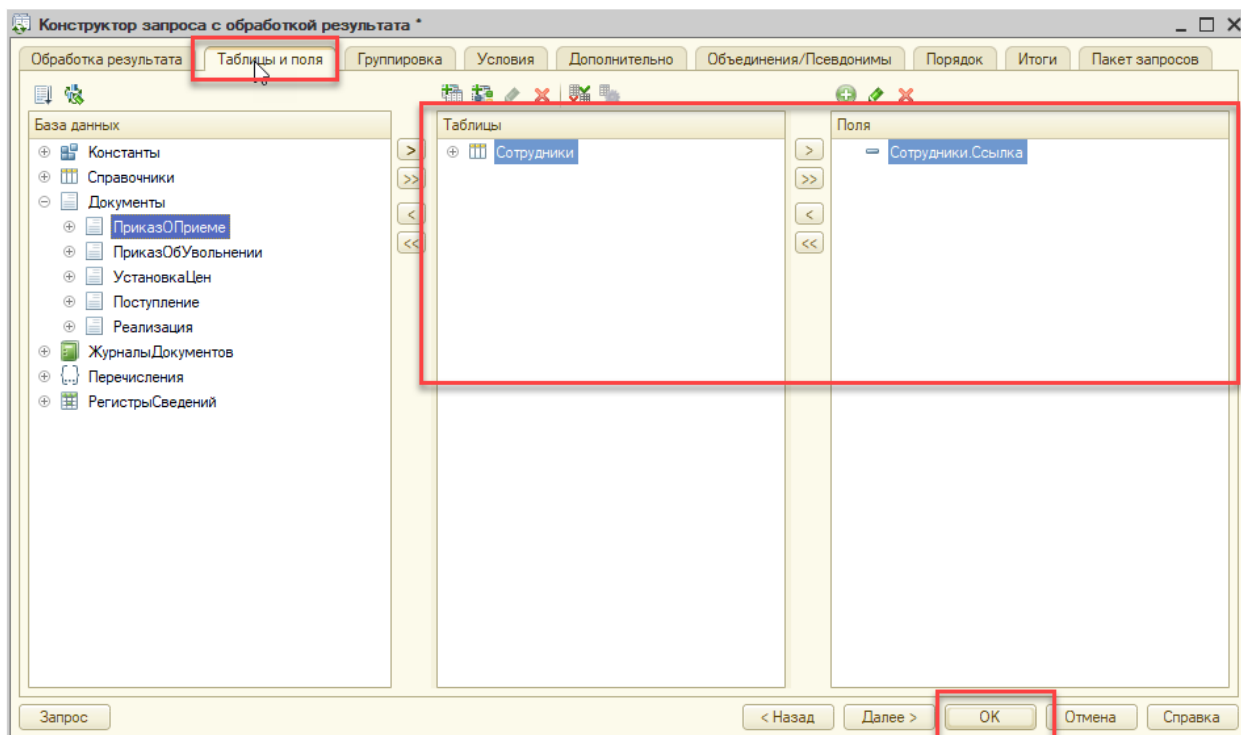 Конструктор запроса с обработкой результата *
Обработка результата Таблицы и поля Группировка Условия Дополнительно Объединения/Псевдонимы Порядок Итоги Пакет запросов
База данных
Константы
Справочники
Документы
ПриказОПриеме
ПриказОбУвольнении
УстановкаЦен
Поступление
Реализация
ЖурналыДокументов
Перечисления
РегистрыСведений
>
>>
<
<<
Таблицы
Сотрудники
>
>>
<
<<
Поля
Сотрудники.Ссылка
Запрос < Назад Далее > ОК Отмена Справка